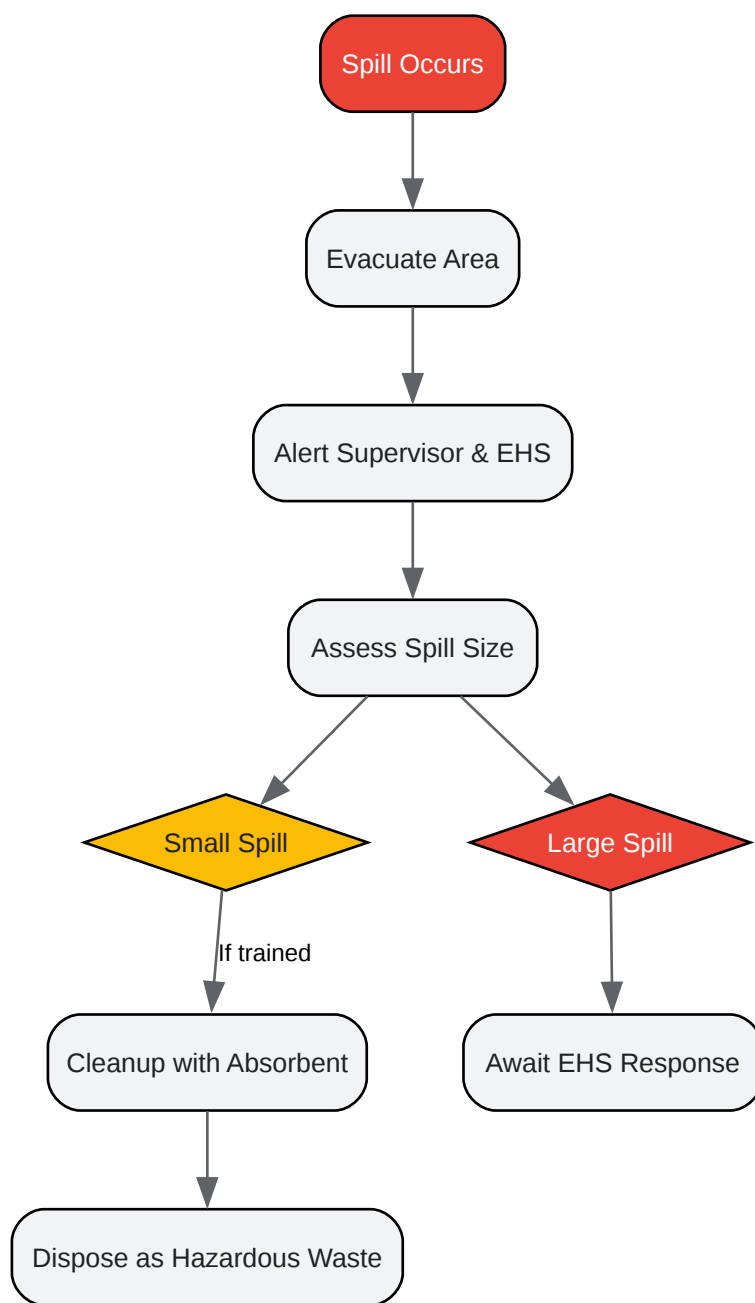 Spill Occurs
Evacuate Area
Alert Supervisor & EHS
Assess Spill Size
Small Spill
Large Spill
If trained
Cleanup with Absorbent
Await EHS Response
Dispose as Hazardous Waste